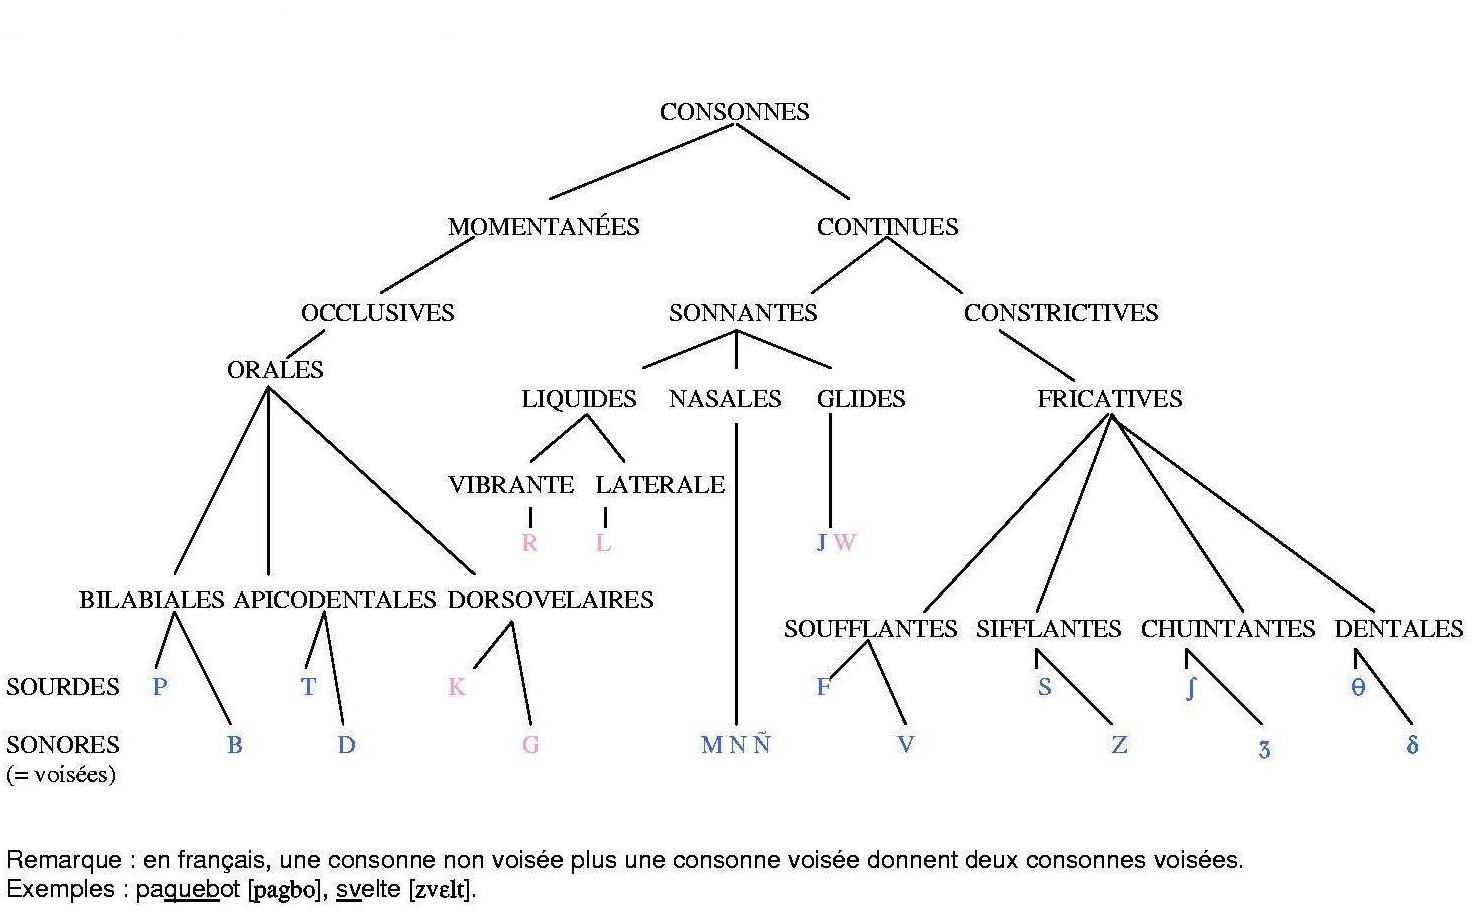 CONSONNES
MOMENTANÉES CONTINUES
OCCLUSIVES SONNANTES CONSTRICTIVES
ORALES
LIQUIDES NASALES GLIDES FRICATIVES
VIBRANTE LATERALE
R L J W
BILABIALES APICODENTALES DORSOVELAIRES
SOUFFLANTES SIFFLANTES CHUINTANTES DENTALES
SOURDES P T K F S ʃ θ
SONORES B D G M N Ñ V Z ʒ δ
(= voisées)
Remarque : en français, une consonne non voisée plus une consonne voisée donnent deux consonnes voisées.
Exemples : paquebot [pagbo], svelte [zvɛlt].